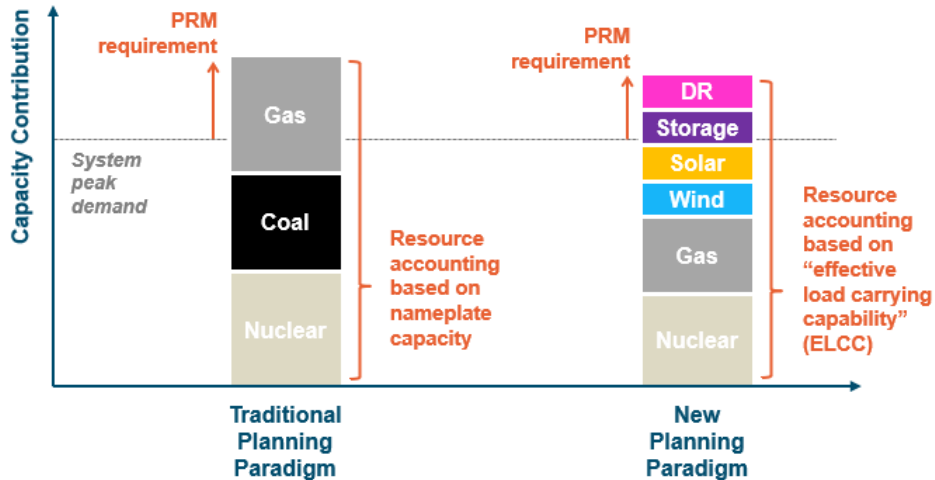 Capacity Contribution
PRM
requirement
System
peak
demand
Gas
Coal
Nuclear
Resource
accounting
based on
nameplate
capacity
Traditional
Planning
Paradigm
PRM
requirement
DR
Storage
Solar
Wind
Gas
Nuclear
Resource
accounting
based on
“effective
load carrying
capability”
(ELCC)
New
Planning
Paradigm